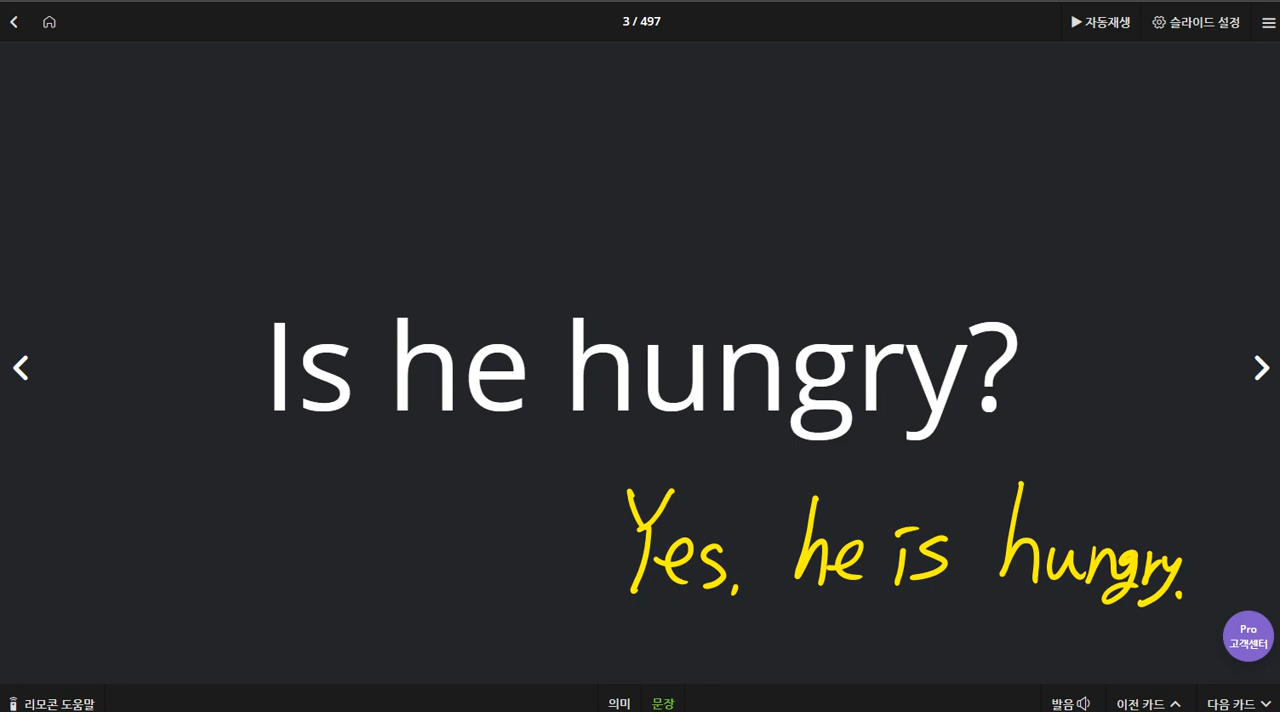 3 / 497
자동재생
슬라이드 설정
Is he hungry?
Yes, he is hungry.
Pro
고객센터
리모콘 도움말
의미
문장
발음
이전 카드
다음 카드